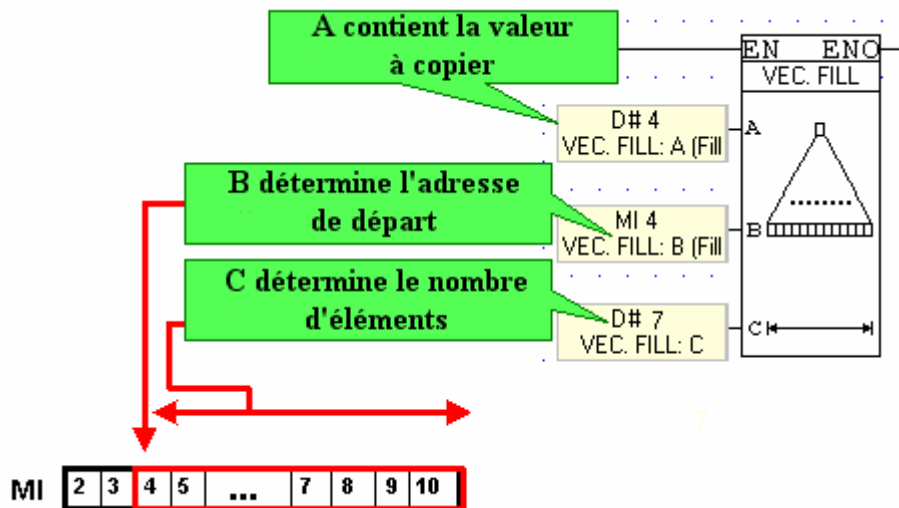 A contient la valeur
à copier
EN ENO
VEC. FILL
D# 4
VEC. FILL: A (Fill
A
B détermine l'adresse
de départ
MI 4
VEC. FILL: B (Fill
B
C détermine le nombre
d'éléments
D# 7
VEC. FILL: C
C
7
MI 2 3 4 5 ... 7 8 9 10